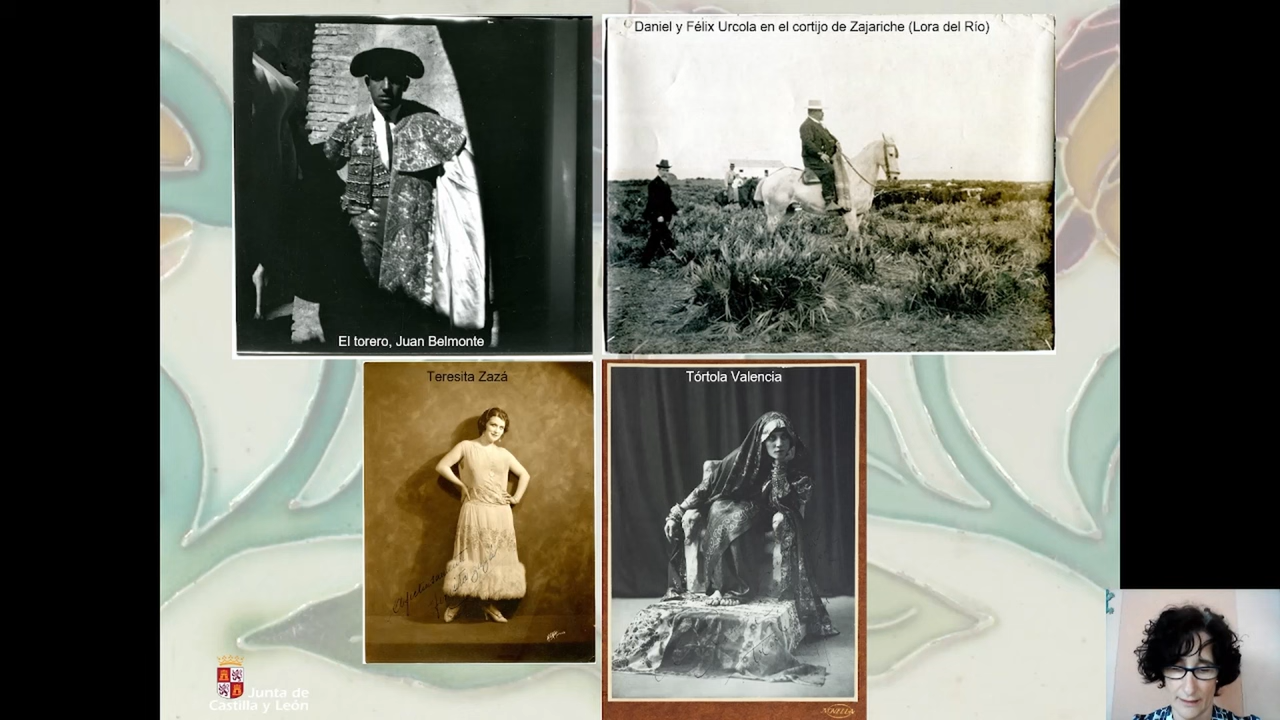 El torero, Juan Belmonte
Daniel y Félix Urcola en el cortijo de Zajariche (Lora del Río)
Teresita Zazá
Tórtola Valencia
Junta de
Castilla y León